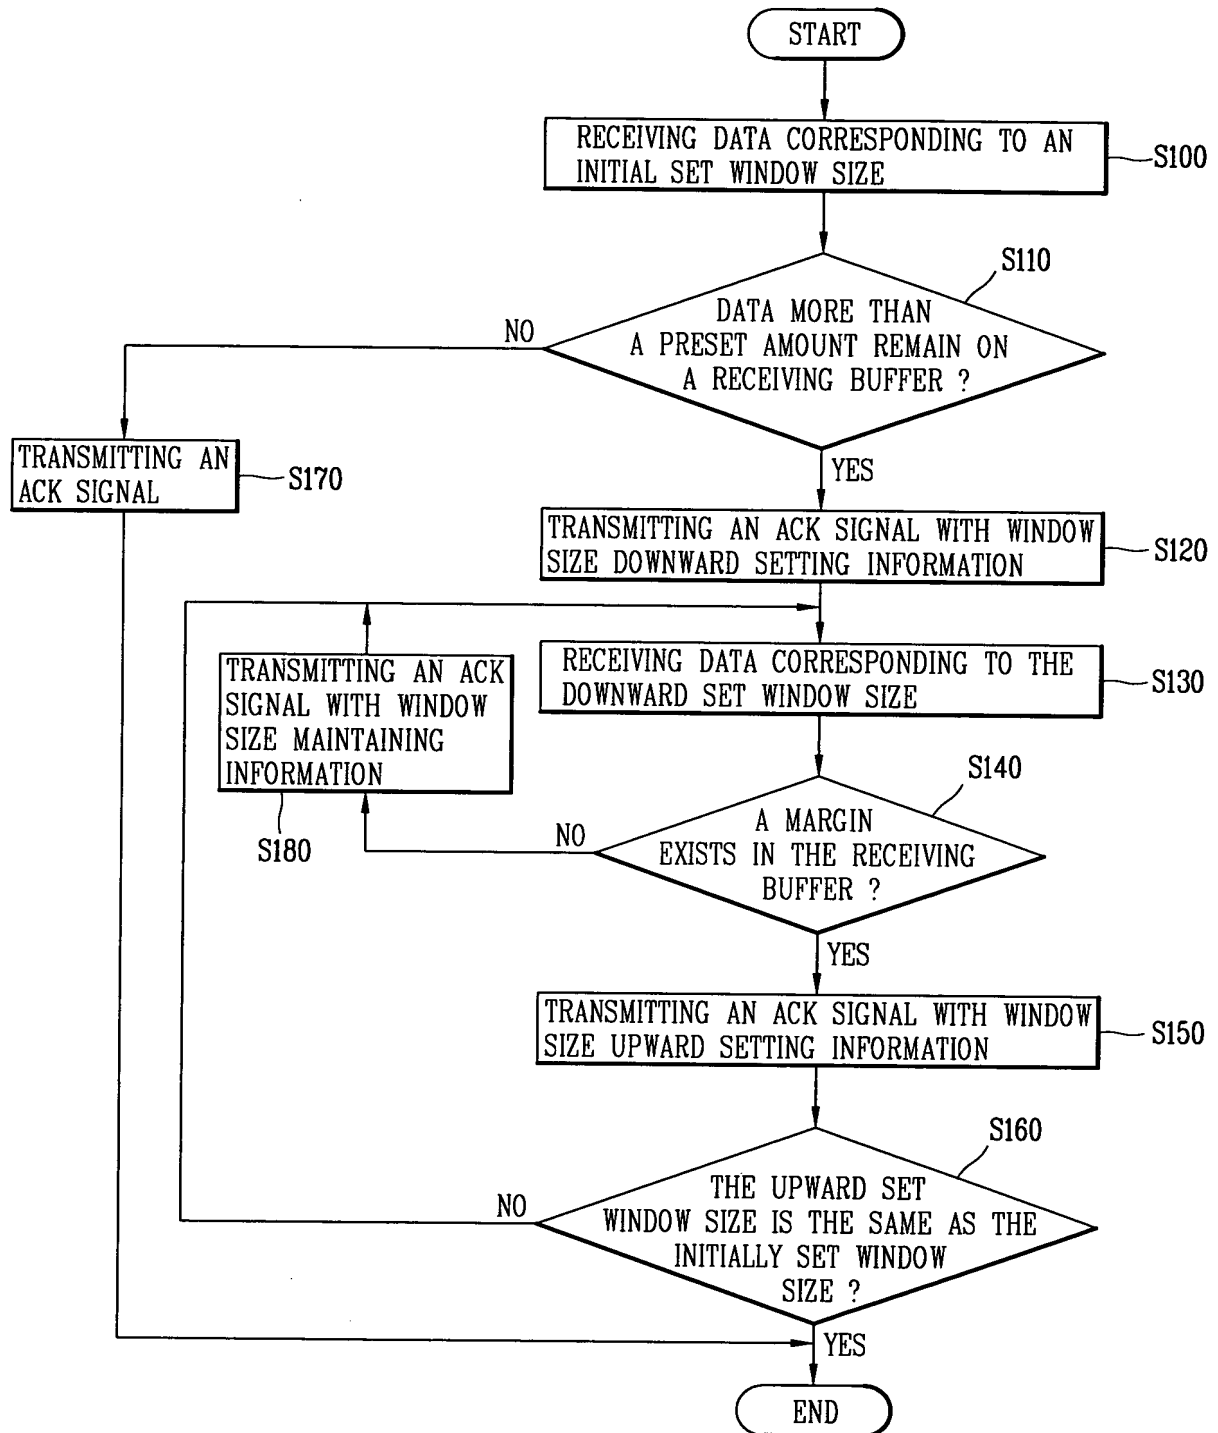 START
RECEIVING DATA CORRESPONDING TO AN
INITIAL SET WINDOW SIZE
S100
S110
DATA MORE THAN
A PRESET AMOUNT REMAIN ON
A RECEIVING BUFFER ?
NO
YES
TRANSMITTING AN
ACK SIGNAL
S170
TRANSMITTING AN ACK SIGNAL WITH WINDOW
SIZE DOWNWARD SETTING INFORMATION
S120
RECEIVING DATA CORRESPONDING TO THE
DOWNWARD SET WINDOW SIZE
S130
TRANSMITTING AN ACK
SIGNAL WITH WINDOW
SIZE MAINTAINING
INFORMATION
S180
S140
A MARGIN
EXISTS IN THE RECEIVING
BUFFER ?
NO
YES
TRANSMITTING AN ACK SIGNAL WITH WINDOW
SIZE UPWARD SETTING INFORMATION
S150
S160
THE UPWARD SET
WINDOW SIZE IS THE SAME AS THE
INITIALLY SET WINDOW
SIZE ?
NO
YES
END